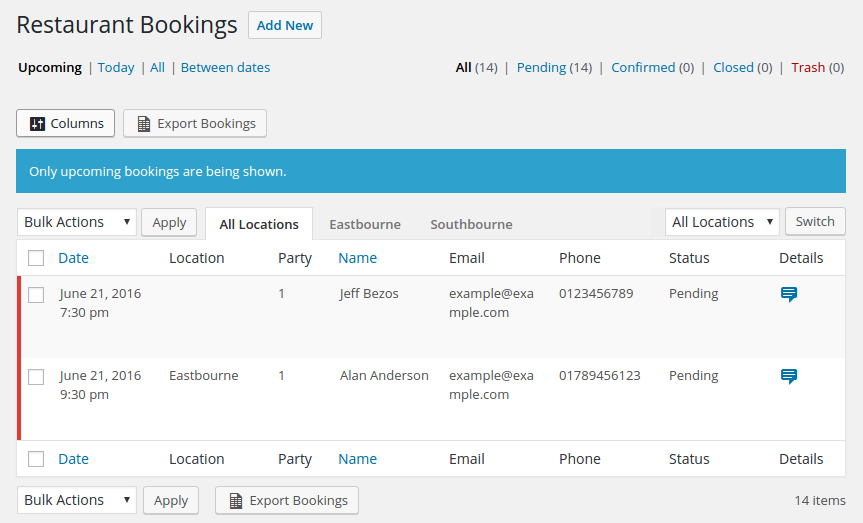 Restaurant Bookings Add New
Upcoming | Today | All | Between dates All (14) | Pending (14) | Confirmed (0) | Closed (0) | Trash (0)
Columns Export Bookings
Only upcoming bookings are being shown.
Bulk Actions Apply All Locations Eastbourne Southbourne All Locations Switch
Date Location Party Name Email Phone Status Details
June 21, 2016 1 Jeff Bezos example@exa 0123456789 Pending
7:30 pm mple.com
June 21, 2016 Eastbourne 1 Alan Anderson example@exa 01789456123 Pending
9:30 pm mple.com
Date Location Party Name Email Phone Status Details
Bulk Actions Apply Export Bookings 14 items